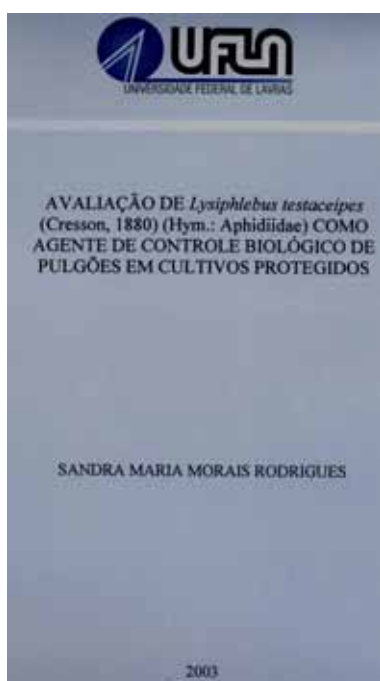 UFLA
UNIVERSIDADE FEDERAL DE LAVRAS
AVALIAÇÃO DE Lysiphlebus testaceipes
(Cresson, 1880) (Hym.: Aphidiidae) COMO
AGENTE DE CONTROLE BIOLÓGICO DE
PULGÕES EM CULTIVOS PROTEGIDOS
SANDRA MARIA MORAIS RODRIGUES
2003